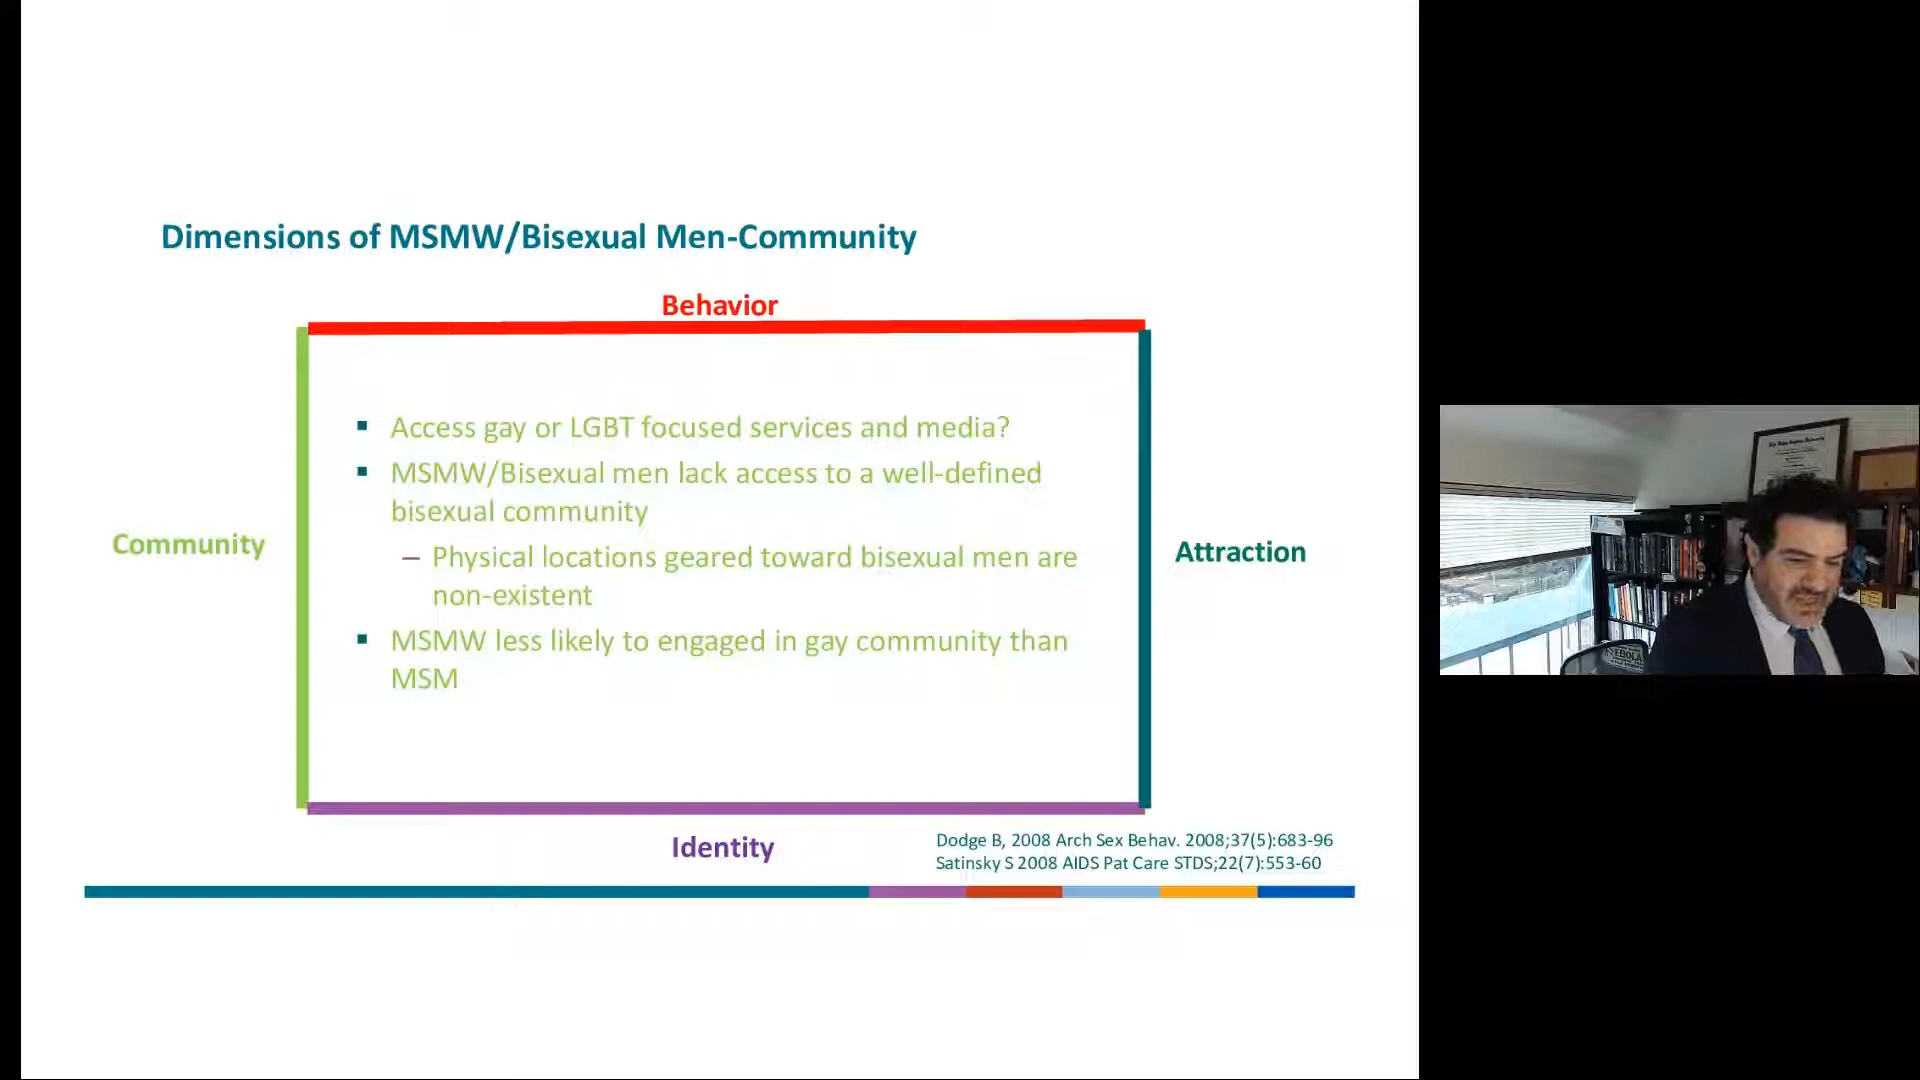 Dimensions of MSMW/Bisexual Men-Community
Behavior
Access gay or LGBT focused services and media?
MSMW/Bisexual men lack access to a well-defined
bisexual community
– Physical locations geared toward bisexual men are
non-existent
MSMW less likely to engaged in gay community than
MSM
Community
Attraction
Identity
Dodge B, 2008 Arch Sex Behav. 2008;37(5):683-96
Satinsky S 2008 AIDS Pat Care STDS;22(7):553-60
EBOLA